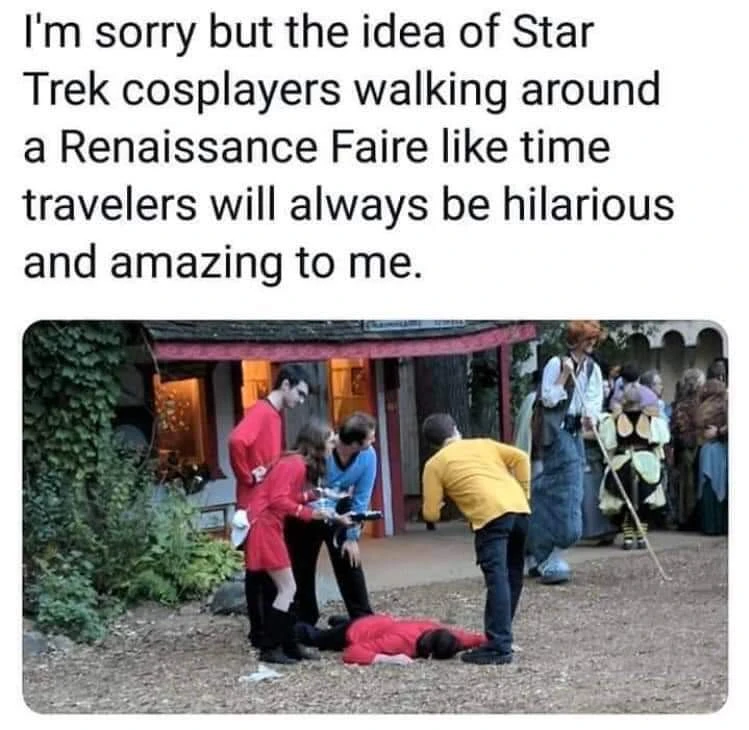 I'm sorry but the idea of Star
Trek cosplayers walking around
a Renaissance Faire like time
travelers will always be hilarious
and amazing to me.